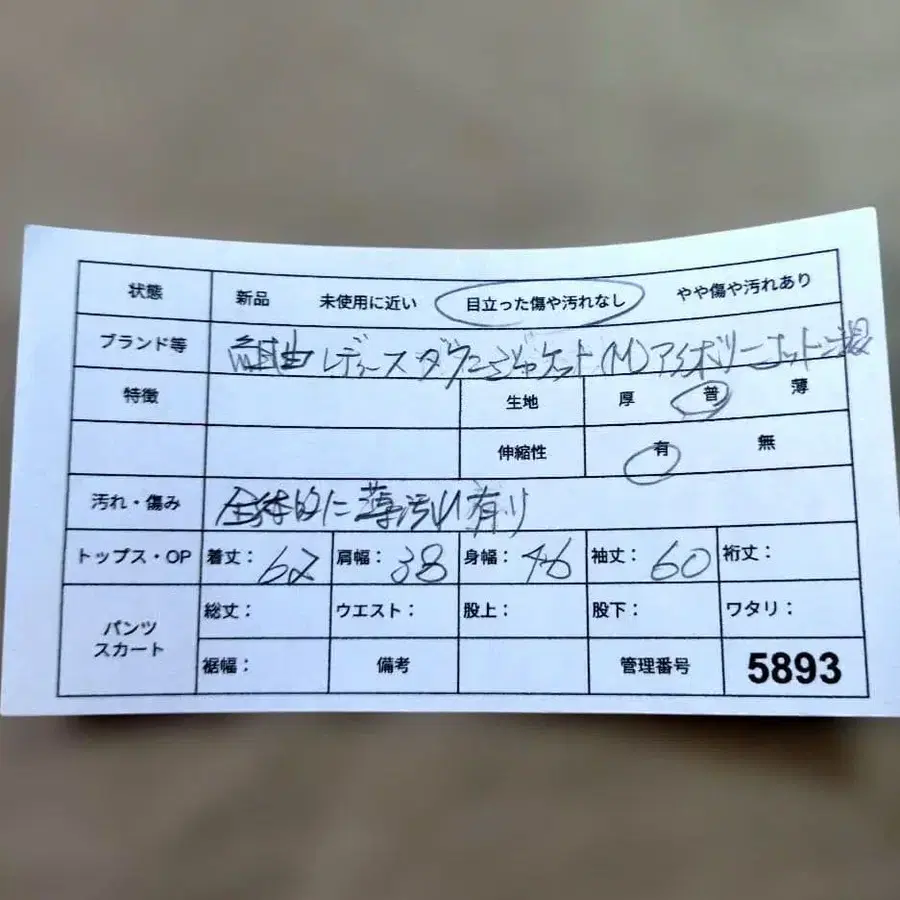 状態 新品 未使用に近い 目立った傷や汚れなし やや傷や汚れあり
ブランド等 組曲 レディース ダウンジャケット (M) アイボリー ニット
特徴 生地 厚 普 薄
伸縮性 有 無
汚れ・傷み 全体的に薄汚れ有り
トップス・OP 着丈: 62 肩幅: 38 身幅: 46 袖丈: 60 裄丈:
パンツ スカート 総丈: ウエスト: 股上: 股下: ワタリ:
裾幅: 備考 管理番号 5893